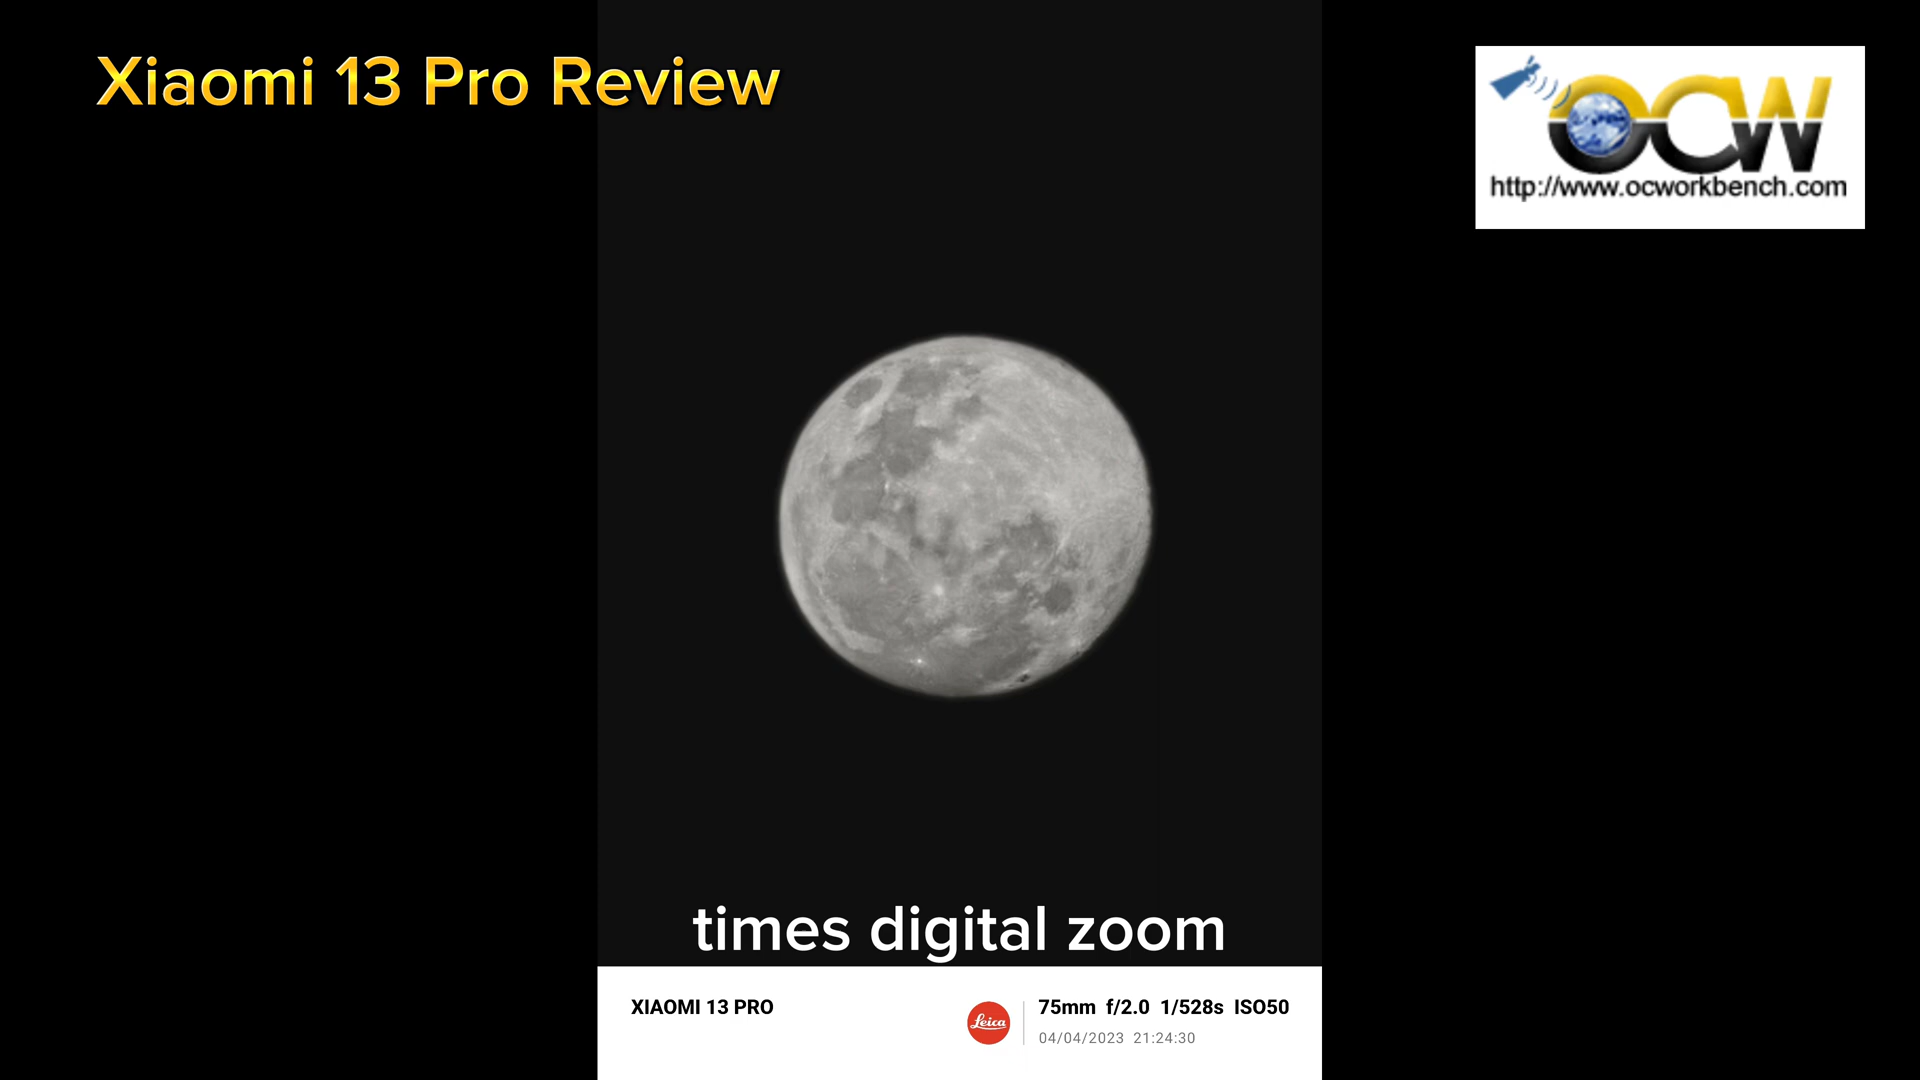 Xiaomi 13 Pro Review
OCW
http://www.ocworkbench.com
times digital zoom
XIAOMI 13 PRO
Leica
75mm f/2.0 1/528s ISO50
04/04/2023 21:24:30